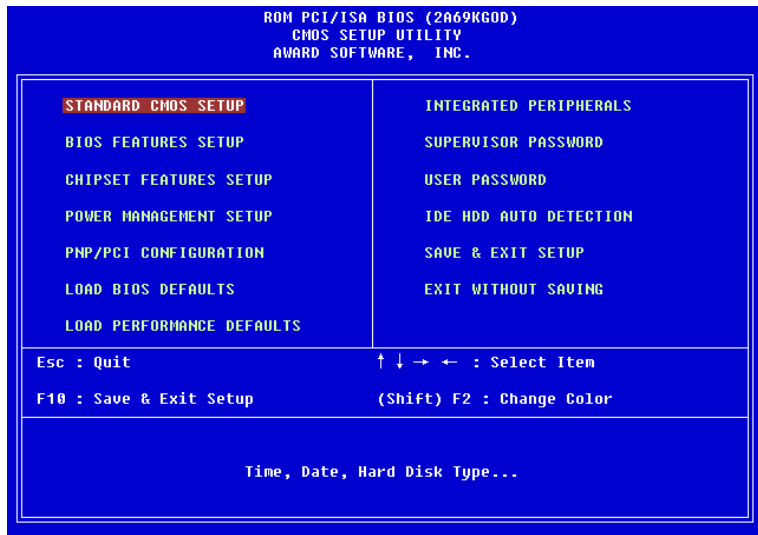 ROM PCI/ISA BIOS (2A69KGOD)
CMOS SETUP UTILITY
AWARD SOFTWARE, INC.
STANDARD CMOS SETUP
BIOS FEATURES SETUP
CHIPSET FEATURES SETUP
POWER MANAGEMENT SETUP
PNP/PCI CONFIGURATION
LOAD BIOS DEFAULTS
LOAD PERFORMANCE DEFAULTS
INTEGRATED PERIPHERALS
SUPERVISOR PASSWORD
USER PASSWORD
IDE HDD AUTO DETECTION
SAVE & EXIT SETUP
EXIT WITHOUT SAVING
Esc : Quit
↑ ↓ → ← : Select Item
F10 : Save & Exit Setup
(Shift) F2 : Change Color
Time, Date, Hard Disk Type...